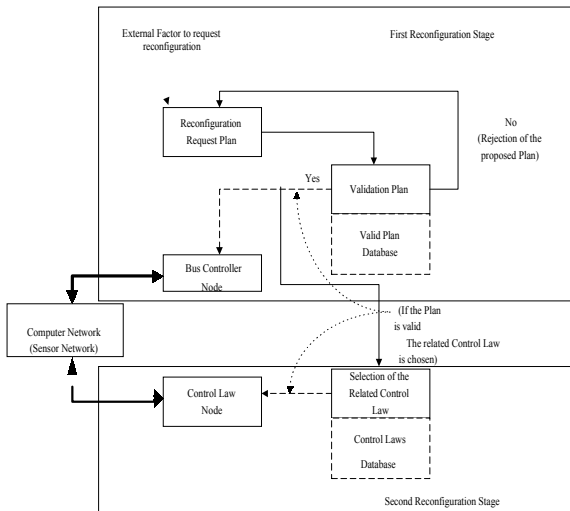 External Factor to request
reconfiguration
First Reconfiguration Stage
Reconfiguration
Request Plan
No
(Rejection of the
proposed Plan)
Yes
Validation Plan
Valid Plan
Database
Bus Controller
Node
Computer Network
(Sensor Network)
(If the Plan
is valid
The related Control Law
is chosen)
Control Law
Node
Selection of the
Related Control
Law
Control Laws
Database
Second Reconfiguration Stage